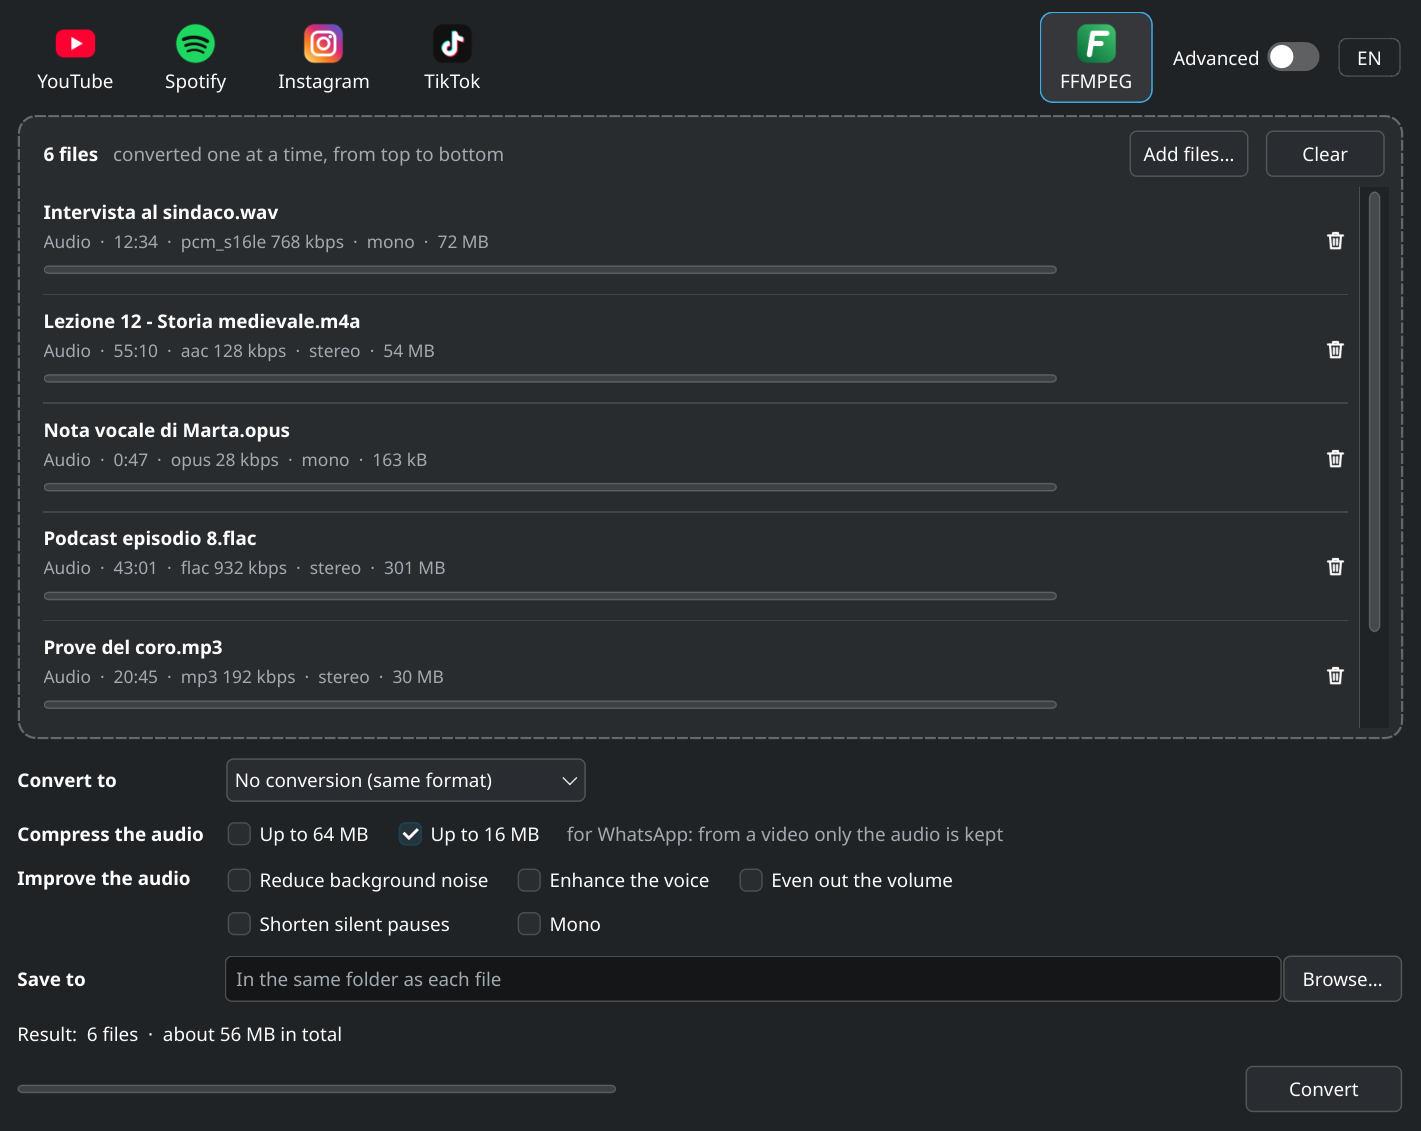 YouTube Spotify Instagram TikTok FFMPEG Advanced EN
6 files converted one at a time, from top to bottom Add files... Clear
Intervista al sindaco.wav
Audio · 12:34 · pcm_s16le 768 kbps · mono · 72 MB
Lezione 12 - Storia medievale.m4a
Audio · 55:10 · aac 128 kbps · stereo · 54 MB
Nota vocale di Marta.opus
Audio · 0:47 · opus 28 kbps · mono · 163 kB
Podcast episodio 8.flac
Audio · 43:01 · flac 932 kbps · stereo · 301 MB
Prove del coro.mp3
Audio · 20:45 · mp3 192 kbps · stereo · 30 MB
Convert to No conversion (same format)
Compress the audio Up to 64 MB Up to 16 MB for WhatsApp: from a video only the audio is kept
Improve the audio Reduce background noise Enhance the voice Even out the volume
Shorten silent pauses Mono
Save to In the same folder as each file Browse...
Result: 6 files · about 56 MB in total
Convert